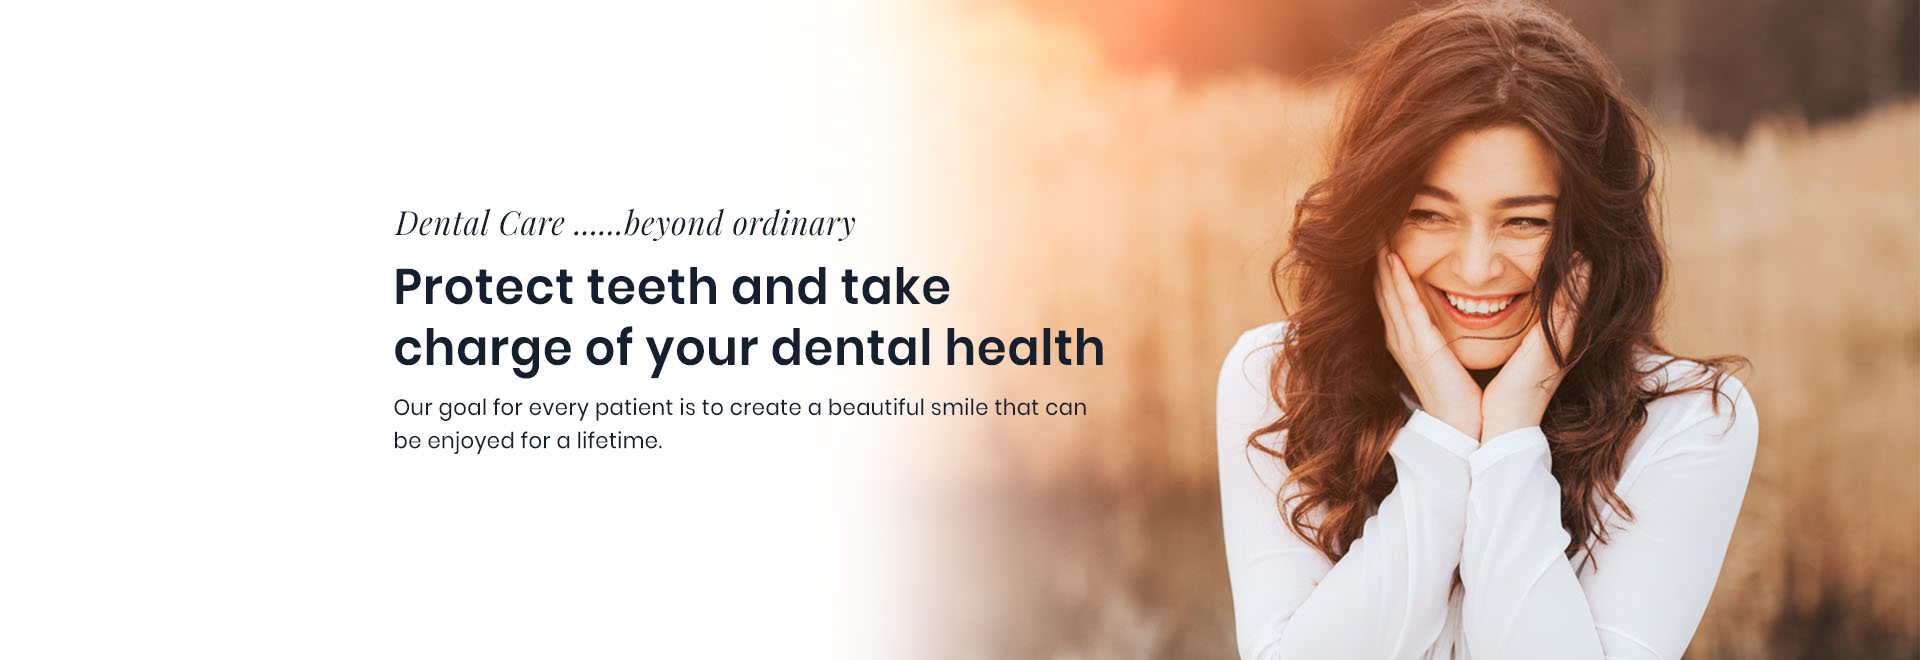 Dental Care ......beyond ordinary
Protect teeth and take
charge of your dental health
Our goal for every patient is to create a beautiful smile that can
be enjoyed for a lifetime.